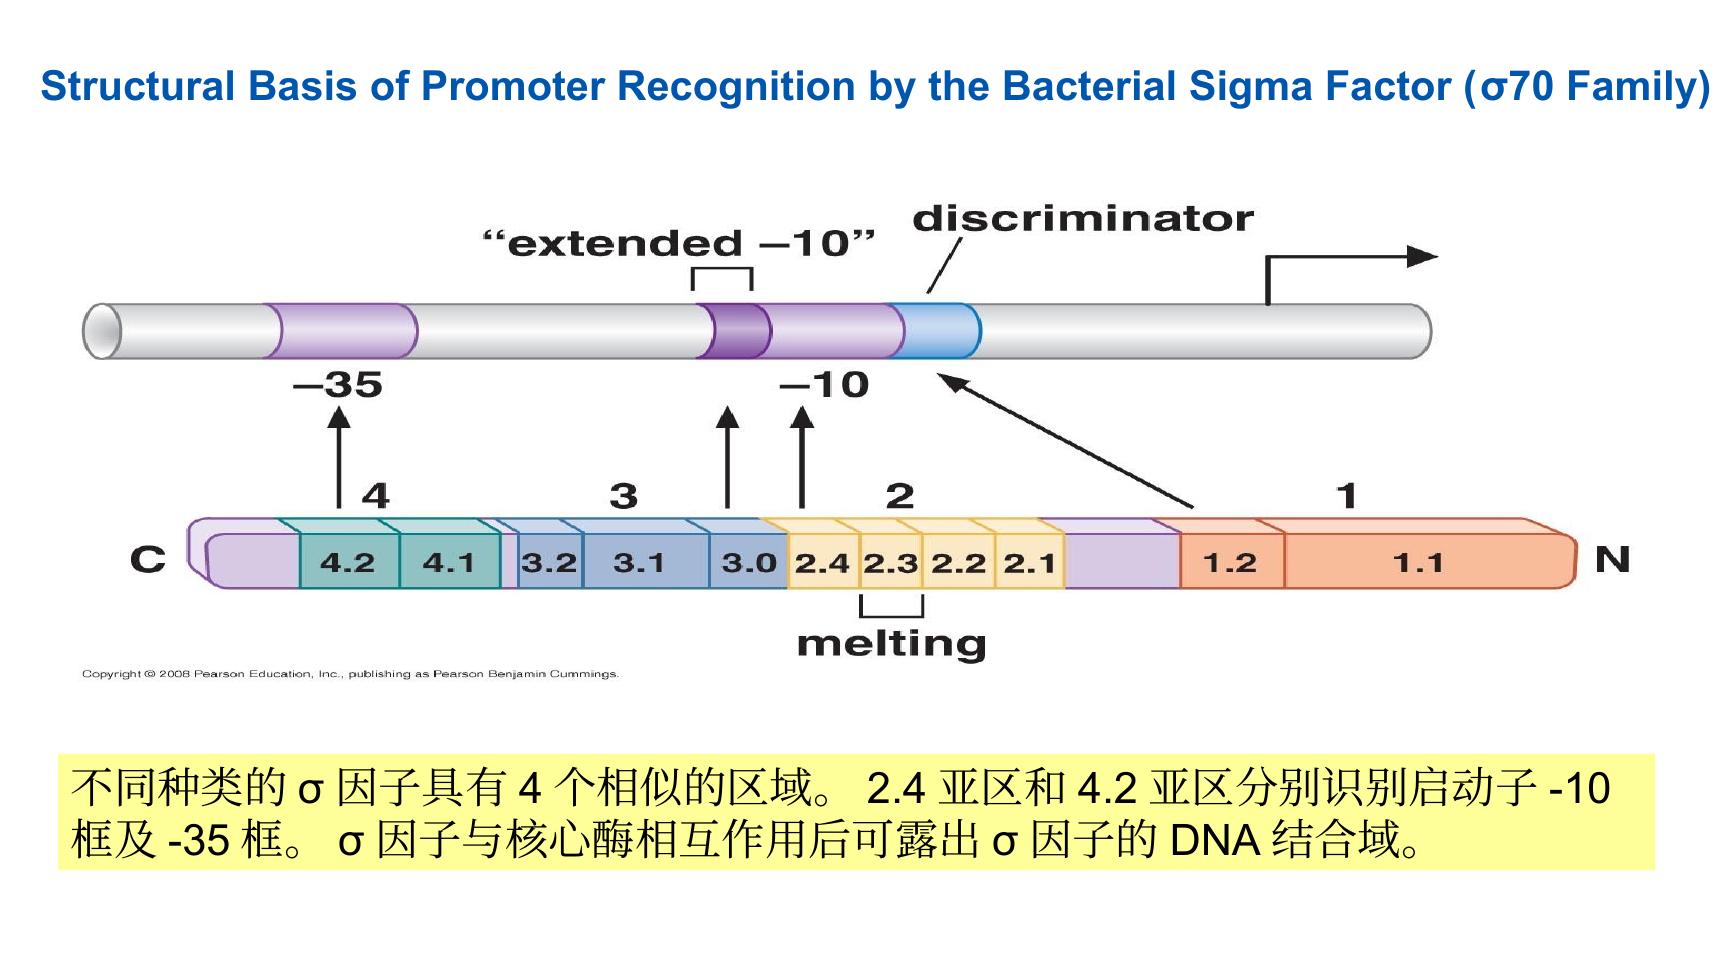 Structural Basis of Promoter Recognition by the Bacterial Sigma Factor (σ70 Family)
discriminator
“extended –10”
–35
–10
4
3
2
1
C
4.2
4.1
3.2
3.1
3.0
2.4
2.3
2.2
2.1
1.2
1.1
N
melting
Copyright © 2008 Pearson Education, Inc., publishing as Pearson Benjamin Cummings.
不同种类的 σ 因子具有 4 个相似的区域。 2.4 亚区和 4.2 亚区分别识别启动子 -10
框及 -35 框。 σ 因子与核心酶相互作用后可露出 σ 因子的 DNA 结合域。